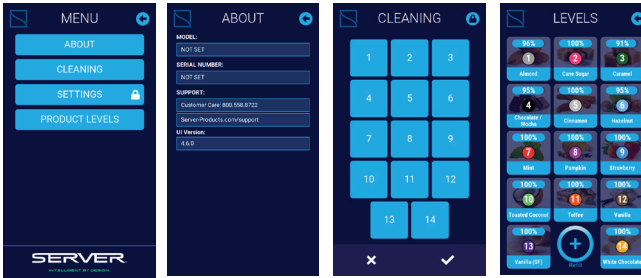 MENU
ABOUT
CLEANING
SETTINGS
PRODUCT LEVELS
SERVER
INTELLIGENT BY DESIGN
ABOUT
MODEL:
NOT SET
SERIAL NUMBER:
NOT SET
SUPPORT:
Customer Care: 800.558.8722
Server-Products.com/support
UI Version:
4.6.0
CLEANING
1 2 3
4 5 6
7 8 9
10 11 12
13 14
LEVELS
96% 100% 91%
1 2 3
Almond Cane Sugar Caramel
95% 100% 95%
4 5 6
Chocolate / Mocha Cinnamon Hazelnut
100% 100% 100%
7 8 9
Mint Pumpkin Strawberry
100% 100% 100%
10 11 12
Toasted Coconut Toffee Vanilla
100% 100%
13 14
Vanilla (SF) Refill White Chocolate